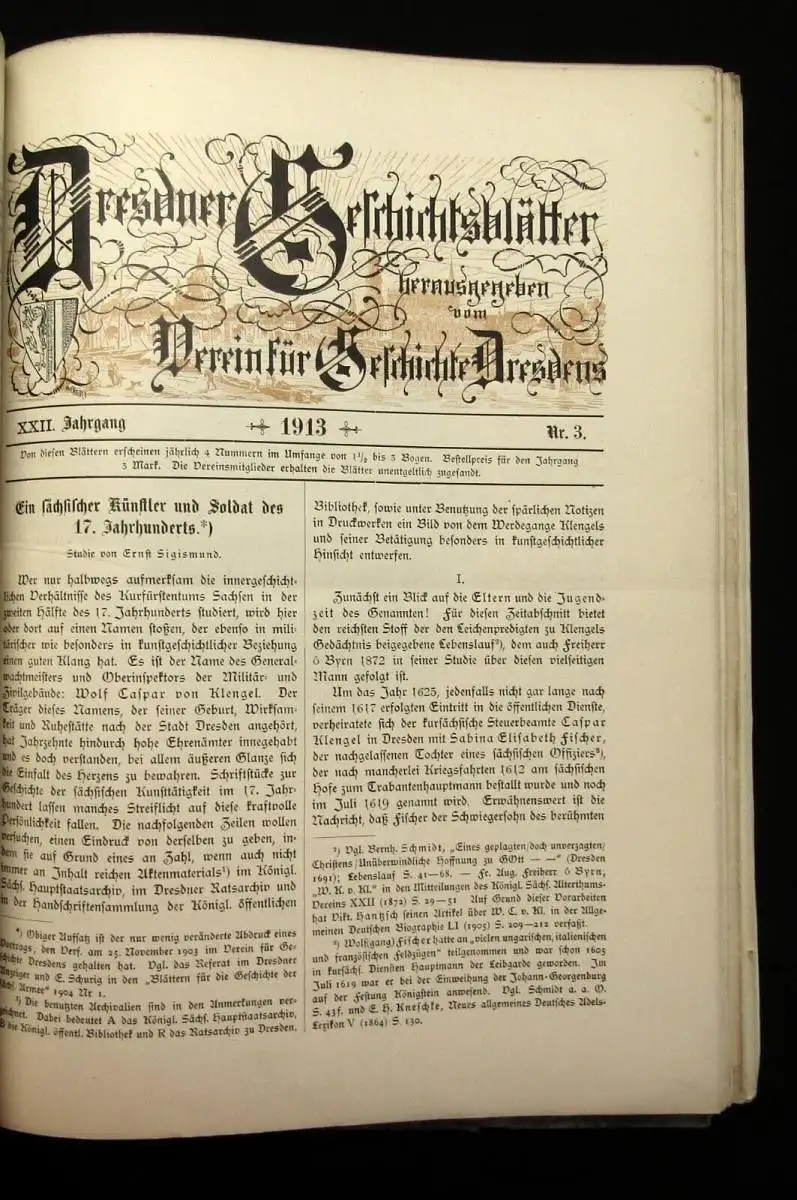 Dresdner Geschichtsblätter
herausgegeben
vom
Verein für Geschichte Dresdens
XXII. Jahrgang
1913
Nr. 3.
Von diesen Blättern erscheinen jährlich 4 Nummern im Umfange von 1½ bis 3 Bogen. Bestellpreis für den Jahrgang
3 Mark. Die Vereinsmitglieder erhalten die Blätter unentgeltlich zugesandt.
Ein sächsischer Künstler und Soldat des
17. Jahrhunderts.*)
Studie von Ernst Sigismund.
Wer nur halbwegs aufmerksam die innergeschicht-
lichen Verhältnisse des Kurfürstentums Sachsen in der
zweiten Hälfte des 17. Jahrhunderts studiert, wird hier
oder dort auf einen Namen stoßen, der ebenso in mili-
tärischer wie besonders in kunstgeschichtlicher Beziehung
einen guten Klang hat. Es ist der Name des General-
wachtmeisters und Oberinspektors der Militär- und
Zivilgebäude: Wolf Caspar von Klengel. Der
Träger dieses Namens, der seiner Geburt, Wirksam-
keit und Ruhestätte nach der Stadt Dresden angehört,
hat Jahrzehnte hindurch hohe Ehrenämter innegehabt
und es doch verstanden, bei allem äußeren Glanze sich
die Einfalt des Herzens zu bewahren. Schriftstücke zur
Geschichte der sächsischen Kunsttätigkeit im 17. Jahr-
hundert lassen manches Streiflicht auf diese kraftvolle
Persönlichkeit fallen. Die nachfolgenden Zeilen wollen
versuchen, einen Eindruck von derselben zu geben, in-
dem sie auf Grund eines an Zahl, wenn auch nicht
immer an Inhalt reichen Aktenmaterials¹) im Königl.
Sächs. Hauptstaatsarchiv, im Dresdner Ratsarchiv und
in der Handschriftensammlung der Königl. öffentlichen
*) Obiger Aufsatz ist der nur wenig veränderte Abdruck eines
Vortrags, den Verf. am 25. November 1903 im Verein für Ge-
schichte Dresdens gehalten hat. Vgl. das Referat im Dresdner
Anzeiger und E. Schurig in den „Blättern für die Geschichte der
sächs. Armee“ 1904 Nr 1.
¹) Die benutzten Archivalien sind in den Anmerkungen ver-
zeichnet. Dabei bedeutet A das Königl. Sächs. Hauptstaatsarchiv,
B die Königl. öffentl. Bibliothek und R das Ratsarchiv zu Dresden.
Bibliothek, sowie unter Benutzung der spärlichen Notizen
in Druckwerken ein Bild von dem Werdegange Klengels
und seiner Betätigung besonders in kunstgeschichtlicher
Hinsicht entwerfen.
I.
Zunächst ein Blick auf die Eltern und die Jugend-
zeit des Genannten! Für diesen Zeitabschnitt bietet
den reichsten Stoff der den Leichenpredigten zu Klengels
Gedächtnis beigegebene Lebenslauf²), dem auch Freiherr
ô Byrn 1872 in seiner Studie über diesen vielseitigen
Mann gefolgt ist.
Um das Jahr 1625, jedenfalls nicht gar lange nach
seinem 1617 erfolgten Eintritt in die öffentlichen Dienste,
verheiratete sich der kursächsische Steuerbeamte Caspar
Klengel in Dresden mit Sabina Elisabeth Fischer,
der nachgelassenen Tochter eines sächsischen Offiziers³),
der nach mancherlei Kriegsfahrten 1612 am sächsischen
Hofe zum Trabantenhauptmann bestallt wurde und noch
im Juli 1619 genannt wird. Erwähnenswert ist die
Nachricht, daß Fischer der Schwiegersohn des berühmten
²) Vgl. Bernh. Schmidt, „Eines geplagten/doch unverzagten/
Christens/Unüberwindliche Hoffnung zu GOtt — —“ (Dresden
1691); Lebenslauf S. 41—68. — Fr. Aug. Freiherr ô Byrn,
„W. K. v. Kl.“ in den Mitteilungen des Königl. Sächs. Alterthums-
Vereins XXII (1872) S. 29—51. Auf Grund dieser Vorarbeiten
hat Vikt. Hantzsch seinen Artikel über W. C. v. Kl. in der Allge-
meinen Deutschen Biographie LI (1905) S. 209—212 verfaßt.
³) Wolf(gang) Fischer hatte an „vielen ungarischen, italienischen
und französischen Feldzügen“ teilgenommen und war schon 1603
in kursächs. Diensten Hauptmann der Leibgarde geworden. Im
Juli 1619 war er bei der Einweihung der Johann-Georgenburg
auf der Festung Königstein anwesend. Vgl. Schmidt a. a. O.
S. 43f. und E. H. Kneschke, Neues allgemeines Deutsches Adels-
Lexikon V (1864) S. 130.